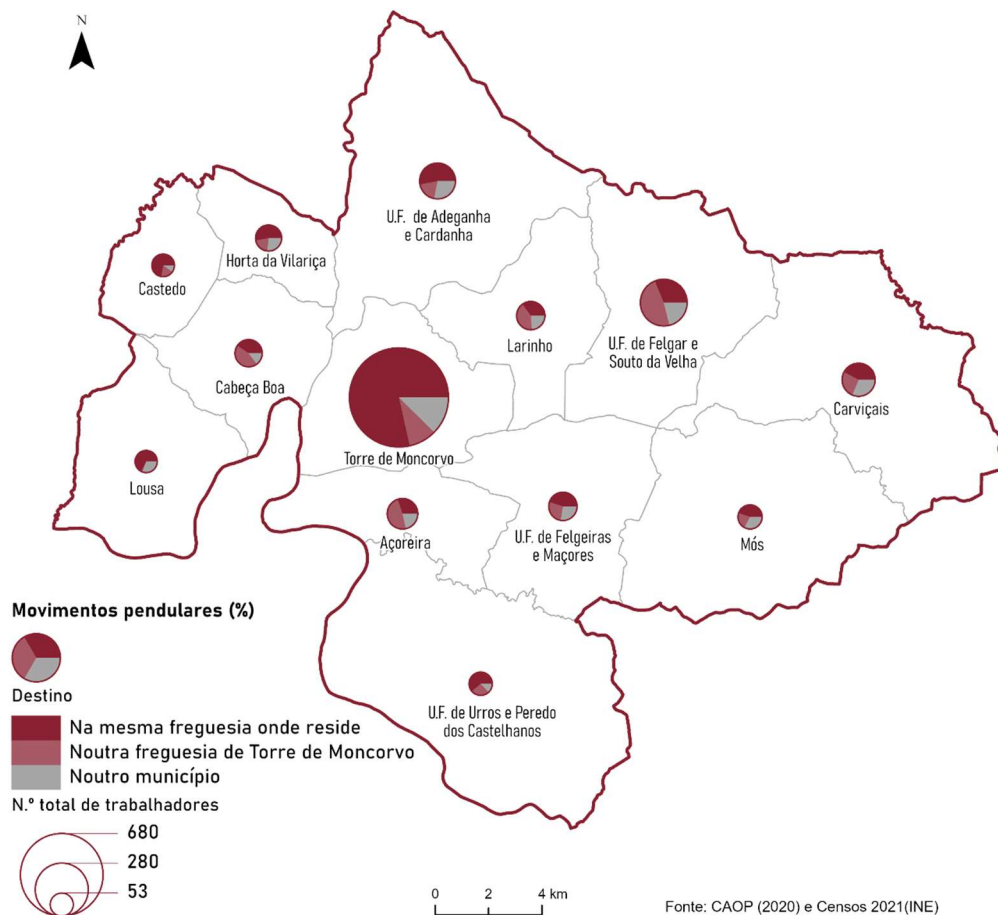 N
U.F. de Adeganha
e Cardanha
Horta da Vilariça
Castedo
Larinho
U.F. de Felgar e
Souto da Velha
Cabeça Boa
Carviçais
Torre de Moncorvo
Lousa
Açoreira
U.F. de Felgeiras
e Maçores
Mós
U.F. de Urros e Peredo
dos Castelhanos
Movimentos pendulares (%)
Destino
Na mesma freguesia onde reside
Noutra freguesia de Torre de Moncorvo
Noutro município
N.º total de trabalhadores
680
280
53
0 2 4 km
Fonte: CAOP (2020) e Censos 2021(INE)